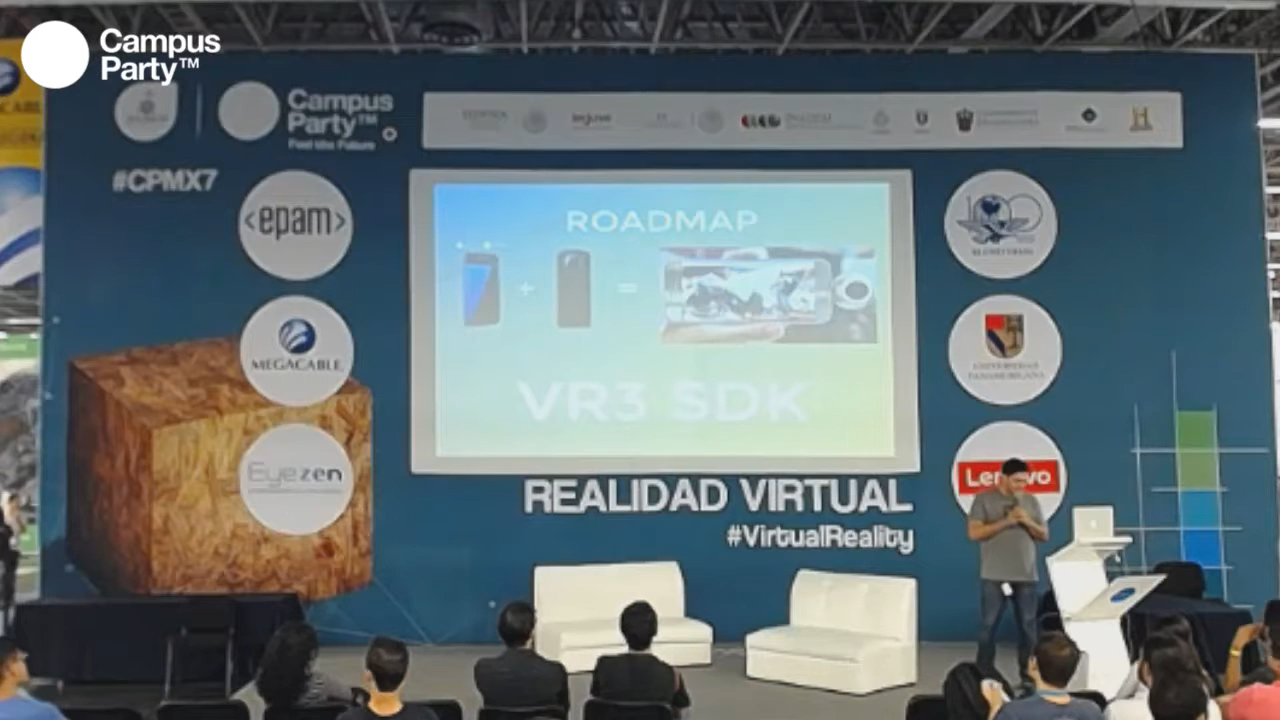 Campus
Party™
Campus
Party™
Feel the Future
#CPMX7
<epam>
MEGACABLE
Eyezen
ROADMAP
+ =
VR3 SDK
REALIDAD VIRTUAL
#VirtualReality
Lenovo